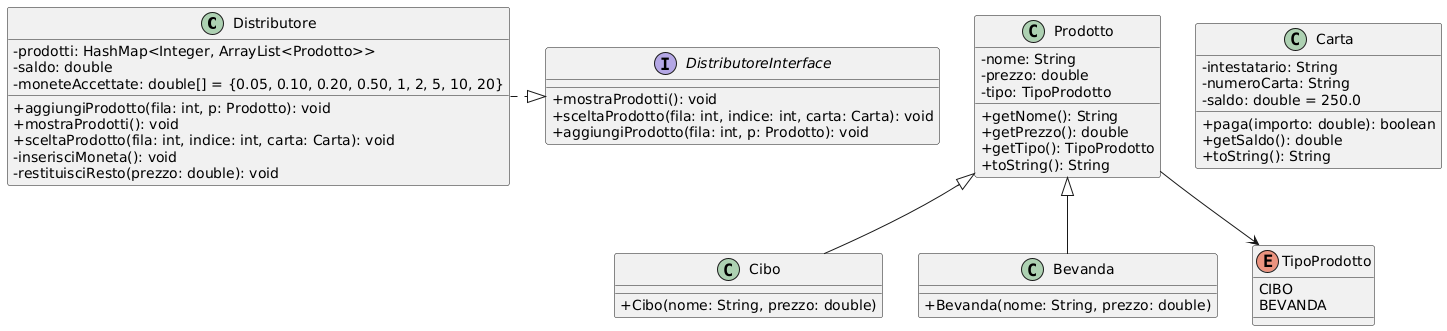 C Distributore
-prodotti: HashMap<Integer, ArrayList<Prodotto>>
-saldo: double
-moneteAccettate: double[] = {0.05, 0.10, 0.20, 0.50, 1, 2, 5, 10, 20}
+aggiungiProdotto(fila: int, p: Prodotto): void
+mostraProdotti(): void
+sceltaProdotto(fila: int, indice: int, carta: Carta): void
-inserisciMoneta(): void
-restituisciResto(prezzo: double): void
I DistributoreInterface
+mostraProdotti(): void
+sceltaProdotto(fila: int, indice: int, carta: Carta): void
+aggiungiProdotto(fila: int, p: Prodotto): void
C Prodotto
-nome: String
-prezzo: double
-tipo: TipoProdotto
+getNome(): String
+getPrezzo(): double
+getTipo(): TipoProdotto
+toString(): String
C Carta
-intestatario: String
-numeroCarta: String
-saldo: double = 250.0
+paga(importo: double): boolean
+getSaldo(): double
+toString(): String
C Cibo
+Cibo(nome: String, prezzo: double)
C Bevanda
+Bevanda(nome: String, prezzo: double)
E TipoProdotto
CIBO
BEVANDA